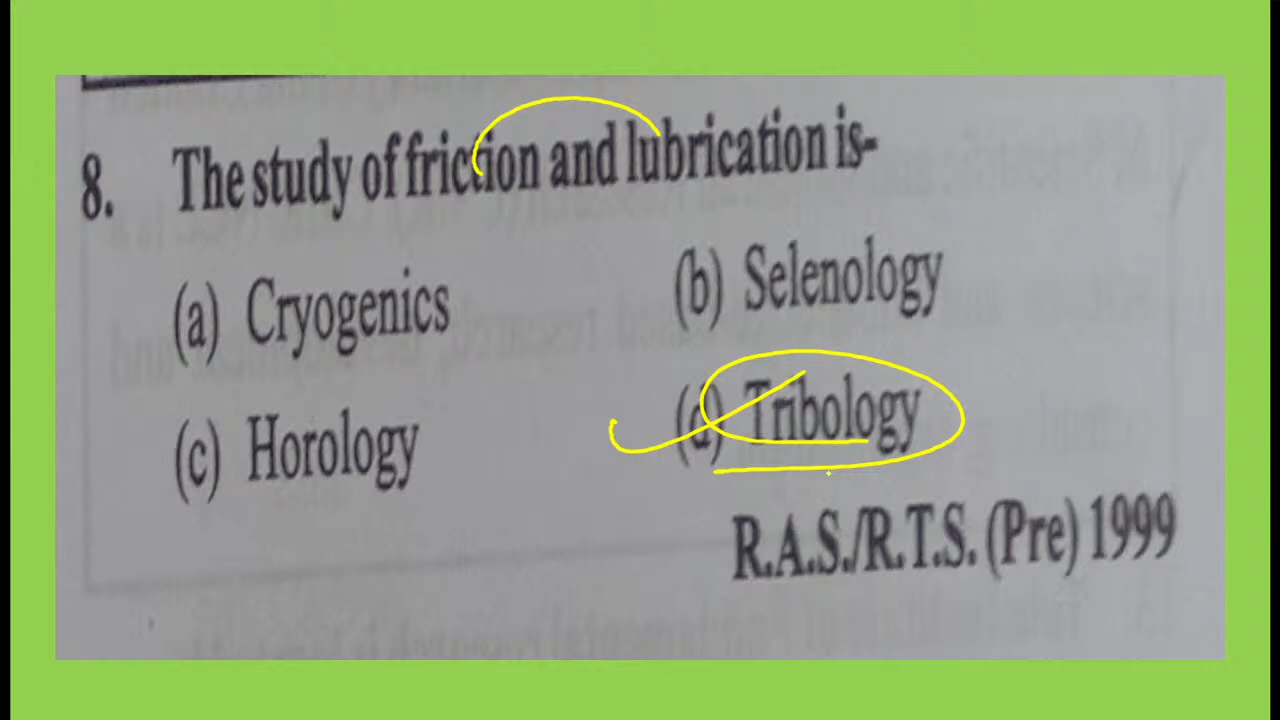 8. The study of friction and lubrication is-
(a) Cryogenics (b) Selenology
(c) Horology (d) Tribology
R.A.S./R.T.S. (Pre) 1999